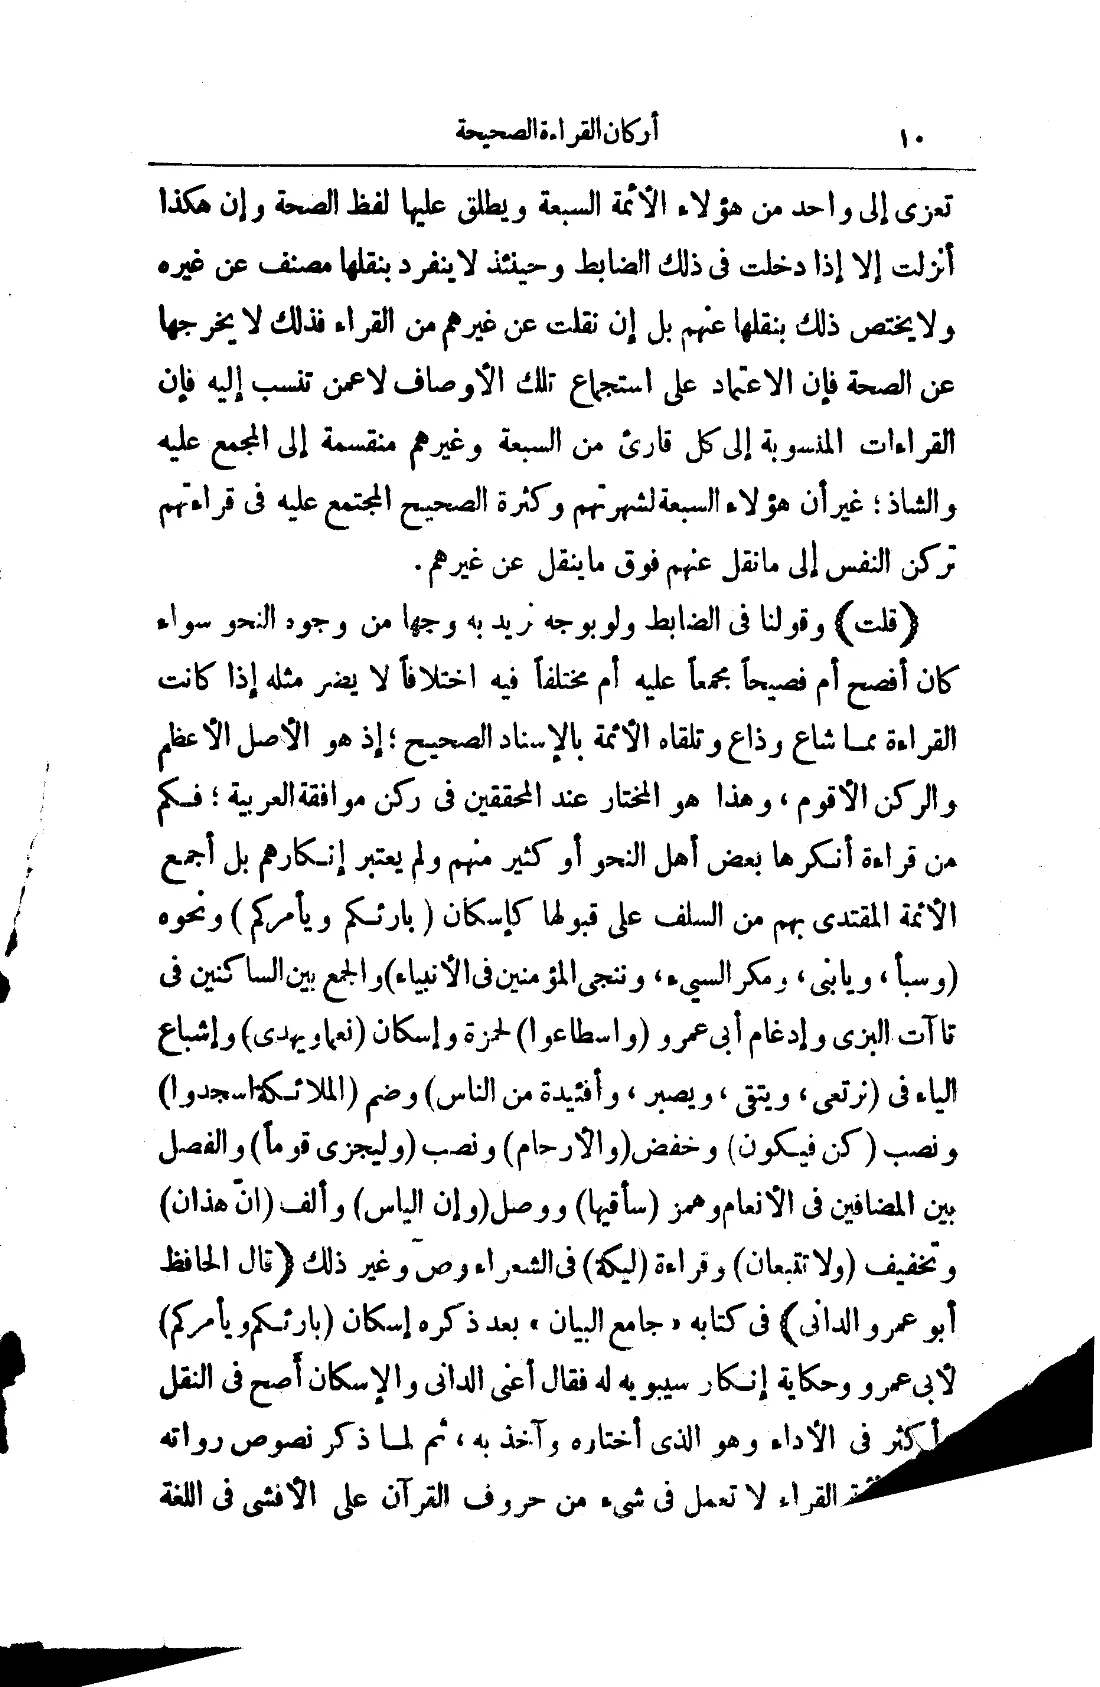 ١٠
أركان القراءة الصحيحة
تعزى إلى واحد من هؤلاء الأئمة السبعة ويطلق عليها لفظ الصحة وإن هكذا
أنزلت إلا إذا دخلت فى ذلك الضابط وحينئذ لاينفرد بنقلها مصنف عن غيره
ولايختص ذلك بنقلها عنهم بل إن نقلت عن غيرهم من القراء فذلك لا يخرجها
عن الصحة فإن الاعتماد على استجماع تلك الأوصاف لاعمن تنسب إليه فإن
القراءات المنسوبة إلى كل قارئ من السبعة وغيرهم منقسمة إلى المجمع عليه
والشاذ ؛ غير أن هؤلاء السبعة لشهرتهم وكثرة الصحيح المجتمع عليه فى قراءتهم
تركن النفس إلى مانقل عنهم فوق ماينقل عن غيرهم .
(قلت) وقولنا فى الضابط ولو بوجه نريد به وجها من وجوه النحو سواء
كان أفصح أم فصيحاً مجمعاً عليه أم مختلفاً فيه اختلافاً لا يضر مثله إذا كانت
القراءة مما شاع وذاع وتلقاه الأئمة بالإسناد الصحيح ؛ إذ هو الأصل الأعظم
والركن الأقوم ، وهذا هو المختار عند المحققين فى ركن موافقة العربية ؛ فكم
من قراءة أنكرها بعض أهل النحو أو كثير منهم ولم يعتبر إنكارهم بل أجمع
الأئمة المقتدى بهم من السلف على قبولها كإسكان ( بارئكم ويأمركم ) ونحوه
(وسبأ ، ويابنى ، ومكر السيىء ، وننجى المؤمنين فى الأنبياء) والجمع بين الساكنين فى
تاآت البزى وإدغام أبى عمرو (واسطاعوا) لحمزة وإسكان (نعما ويهدى) وإشباع
الياء فى (نرتعى ، ويتقى ، ويصبر ، وأفئيدة من الناس) وضم (الملائكة اسجدوا)
ونصب (كن فيكون) وخفض (والأرحام) ونصب (وليجزى قوماً) والفصل
بين المضافين فى الأنعام وهمز (سأقيها) ووصل (وإن الياس) وألف (انّ هذان)
وتخفيف (ولا تتبعان) وقراءة (ليكة) فى الشعراء وصّ وغير ذلك (قال الحافظ
أبو عمرو الدانى) فى كتابه « جامع البيان » بعد ذكره إسكان (بارئكم ويأمركم)
لأبى عمرو وحكاية إنكار سيبويه له فقال أعنى الدانى والإسكان أصح فى النقل
وأكثر فى الأداء وهو الذى أختاره وآخذ به ، ثم لما ذكر نصوص رواته
القراء لا تعمل فى شىء من حروف القرآن على الأفشى فى اللغة